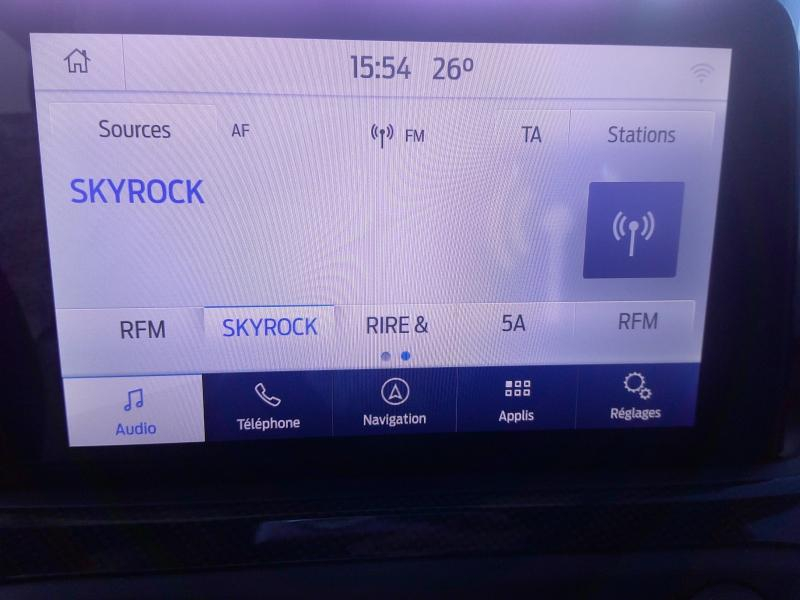 15:54 26°
Sources AF FM TA Stations
SKYROCK
RFM SKYROCK RIRE & 5A RFM
Audio Téléphone Navigation Applis Réglages